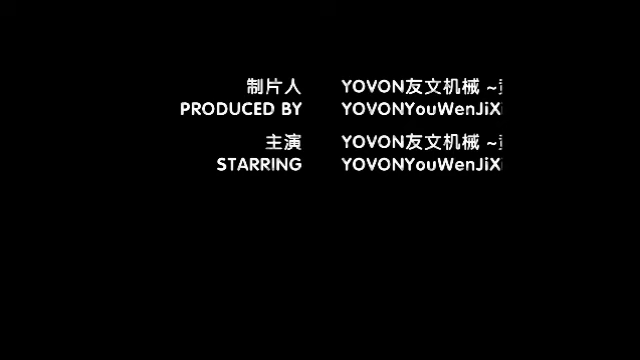 制片人 YOVON友文机械 ~
PRODUCED BY YOVONYouWenJiX
主演 YOVON友文机械 ~
STARRING YOVONYouWenJiX